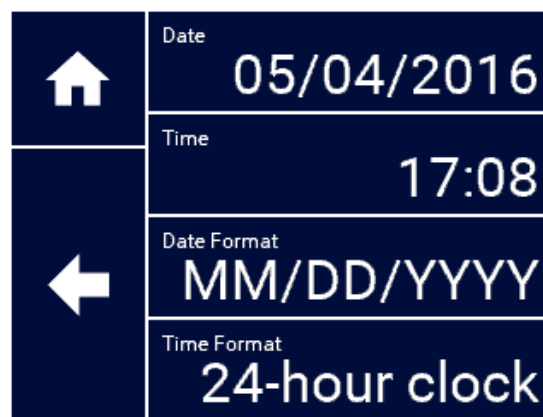 Date
05/04/2016
Time
17:08
Date Format
MM/DD/YYYY
Time Format
24-hour clock